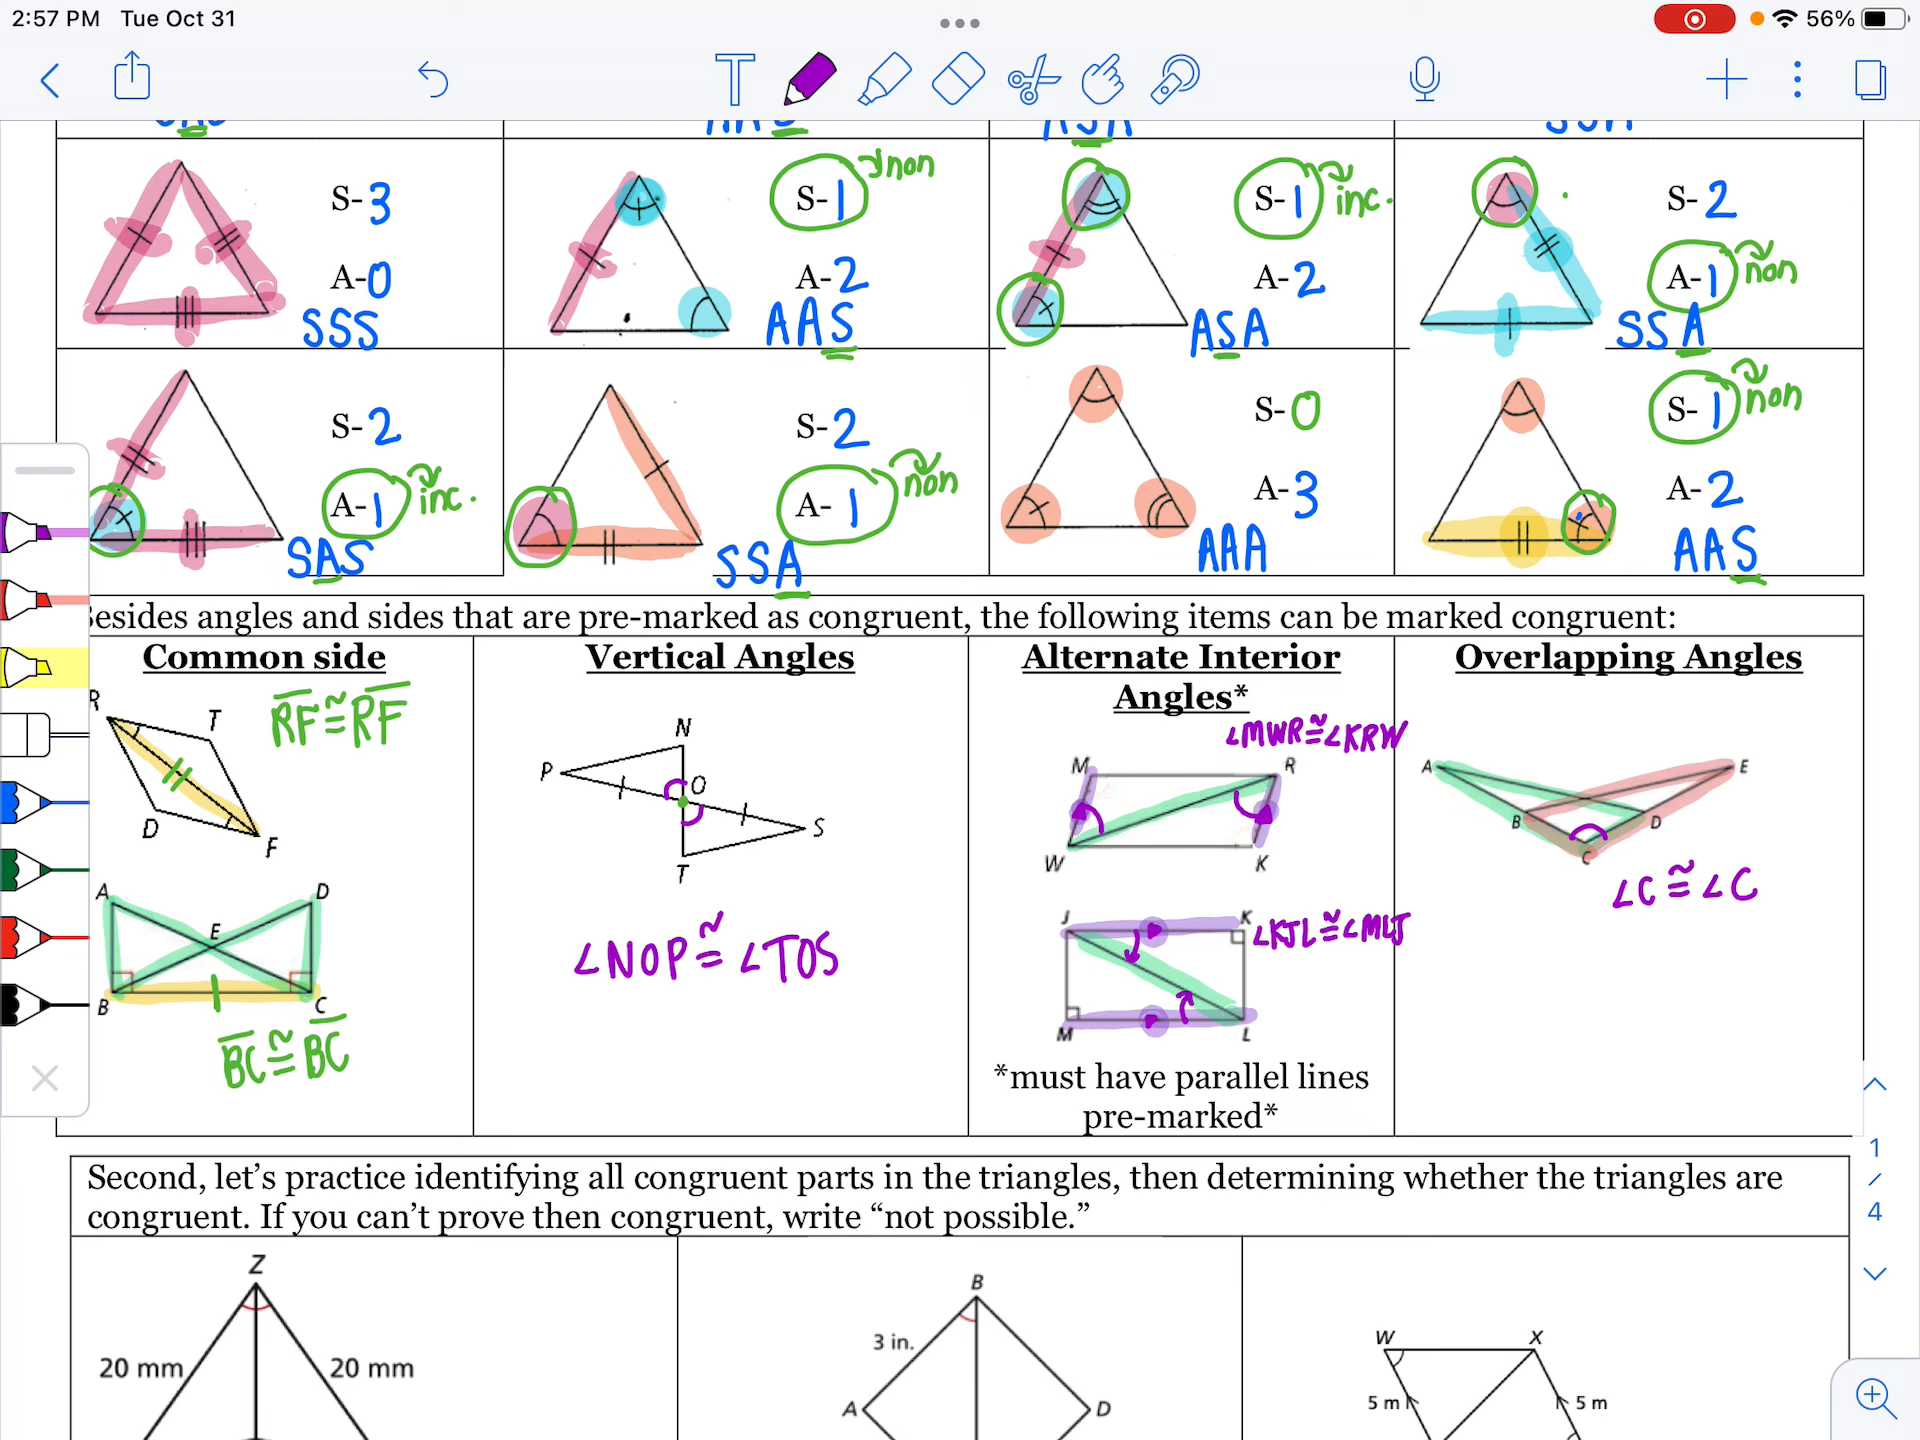 2:57 PM Tue Oct 31
56%
S-3
A-0
SSS
S-1 non
A-2
AAS
S-1 inc.
A-2
ASA
S-2
A-1 non
SSA
S-2
A-1 inc.
SAS
S-2
A-1 non
SSA
S-0
A-3
AAA
S-1 non
A-2
AAS
esides angles and sides that are pre-marked as congruent, the following items can be marked congruent:
Common side
R
T
D
F
RF ≅ RF
A
D
E
B
C
BC ≅ BC
Vertical Angles
N
P
O
S
T
∠NOP ≅ ∠TOS
Alternate Interior
Angles*
∠MWR ≅ ∠KRW
M
R
W
K
J
K
∠KJL ≅ ∠MLJ
M
L
*must have parallel lines
pre-marked*
Overlapping Angles
A
E
B
D
C
∠C ≅ ∠C
1
/
4
Second, let's practice identifying all congruent parts in the triangles, then determining whether the triangles are
congruent. If you can't prove then congruent, write “not possible.”
Z
20 mm
20 mm
B
3 in.
A
D
W
X
5 m
5 m